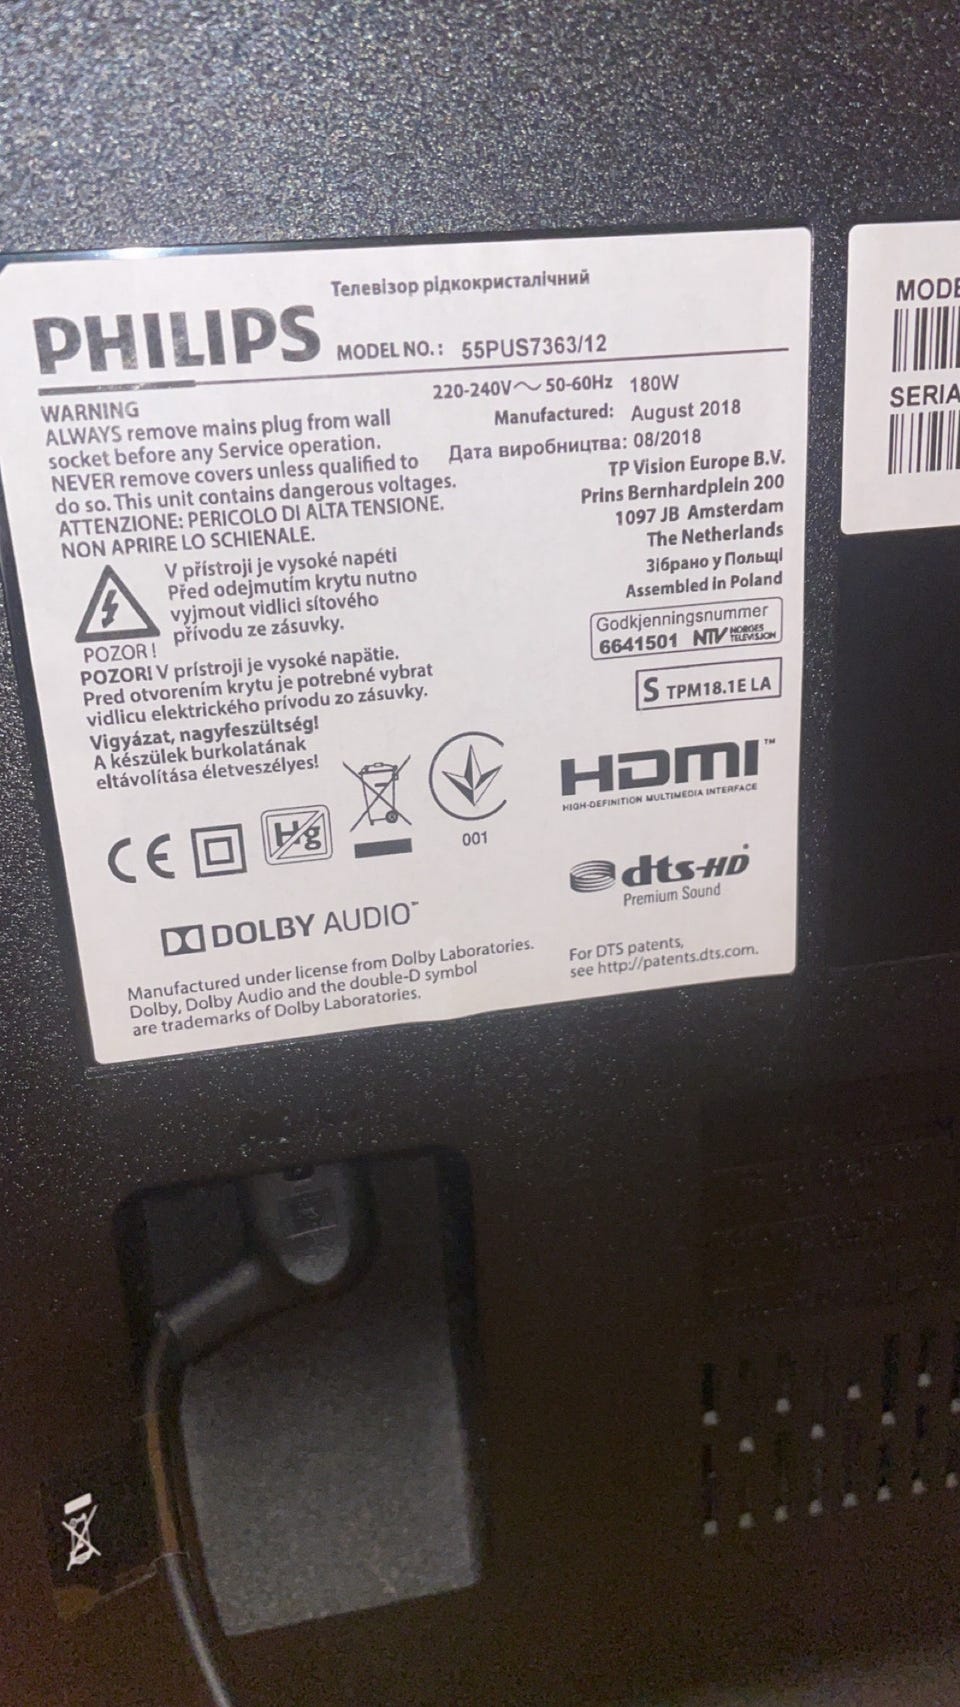 Телевізор рідкокристалічний
PHILIPS MODEL NO.: 55PUS7363/12
220-240V～50-60Hz 180W
Manufactured: August 2018
Дата виробництва: 08/2018
WARNING
ALWAYS remove mains plug from wall
socket before any Service operation.
NEVER remove covers unless qualified to
do so. This unit contains dangerous voltages.
ATTENZIONE: PERICOLO DI ALTA TENSIONE.
NON APRIRE LO SCHIENALE.
TP Vision Europe B.V.
Prins Bernhardplein 200
1097 JB Amsterdam
The Netherlands
Зібрано у Польщі
Assembled in Poland
V přístroji je vysoké napéti
Před odejmutím krytu nutno
vyjmout vidlici sítového
přívodu ze zásuvky.
POZOR!
POZOR! V prístroji je vysoké napätie.
Pred otvorením krytu je potrebné vybrat
vidlicu elektrického prívodu zo zásuvky.
Vigyázat, nagyfeszültség!
A készülek burkolatának
eltávolítása életveszélyes!
Godkjenningsnummer
6641501 NTV NORGES
TELEVISJON
S TPM18.1E LA
HDMI™
HIGH-DEFINITION MULTIMEDIA INTERFACE
001
CE Hg
dts-HD
Premium Sound
DOLBY AUDIO™
Manufactured under license from Dolby Laboratories.
Dolby, Dolby Audio and the double-D symbol
are trademarks of Dolby Laboratories.
For DTS patents,
see http://patents.dts.com.
MODE
SERIA